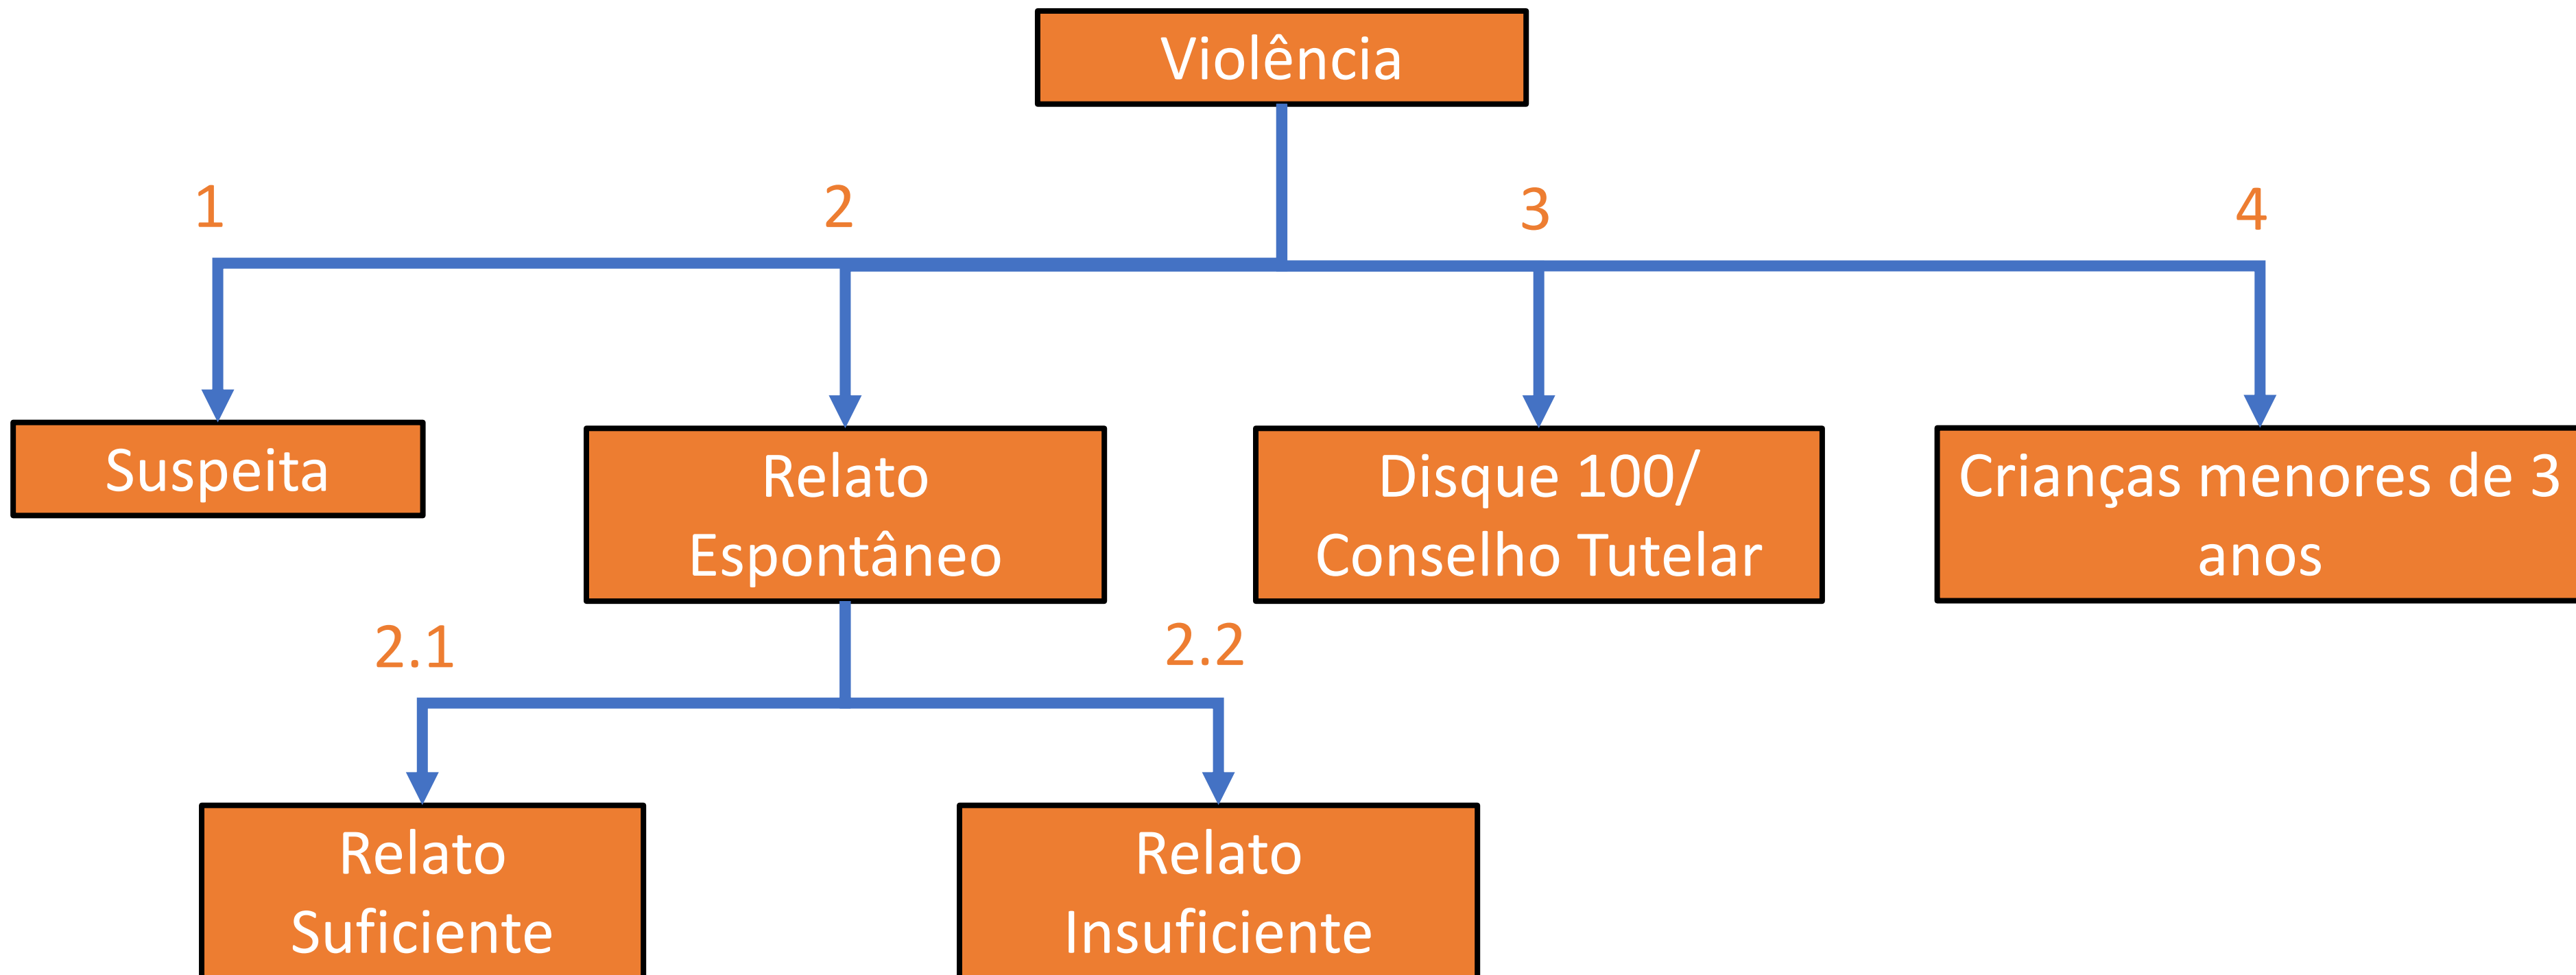 Violência
1
2
3
4
Suspeita
Relato
Espontâneo
Disque 100/
Conselho Tutelar
Crianças menores de 3
anos
2.1
2.2
Relato
Suficiente
Relato
Insuficiente